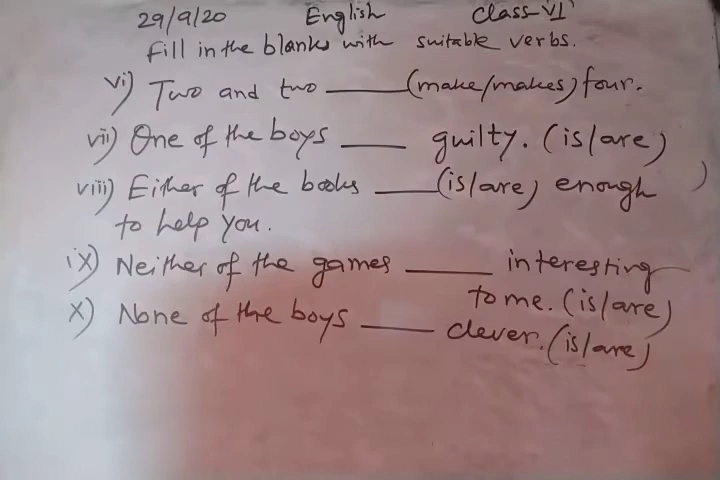 29/9/20 English Class-VI
Fill in the blanks with suitable verbs.
vi) Two and two ______ (make/makes) four.
vii) One of the boys ____ guilty. (is/are)
viii) Either of the books ____ (is/are) enough
to help you.
ix) Neither of the games ______ interesting
to me. (is/are)
x) None of the boys _____ clever. (is/are)